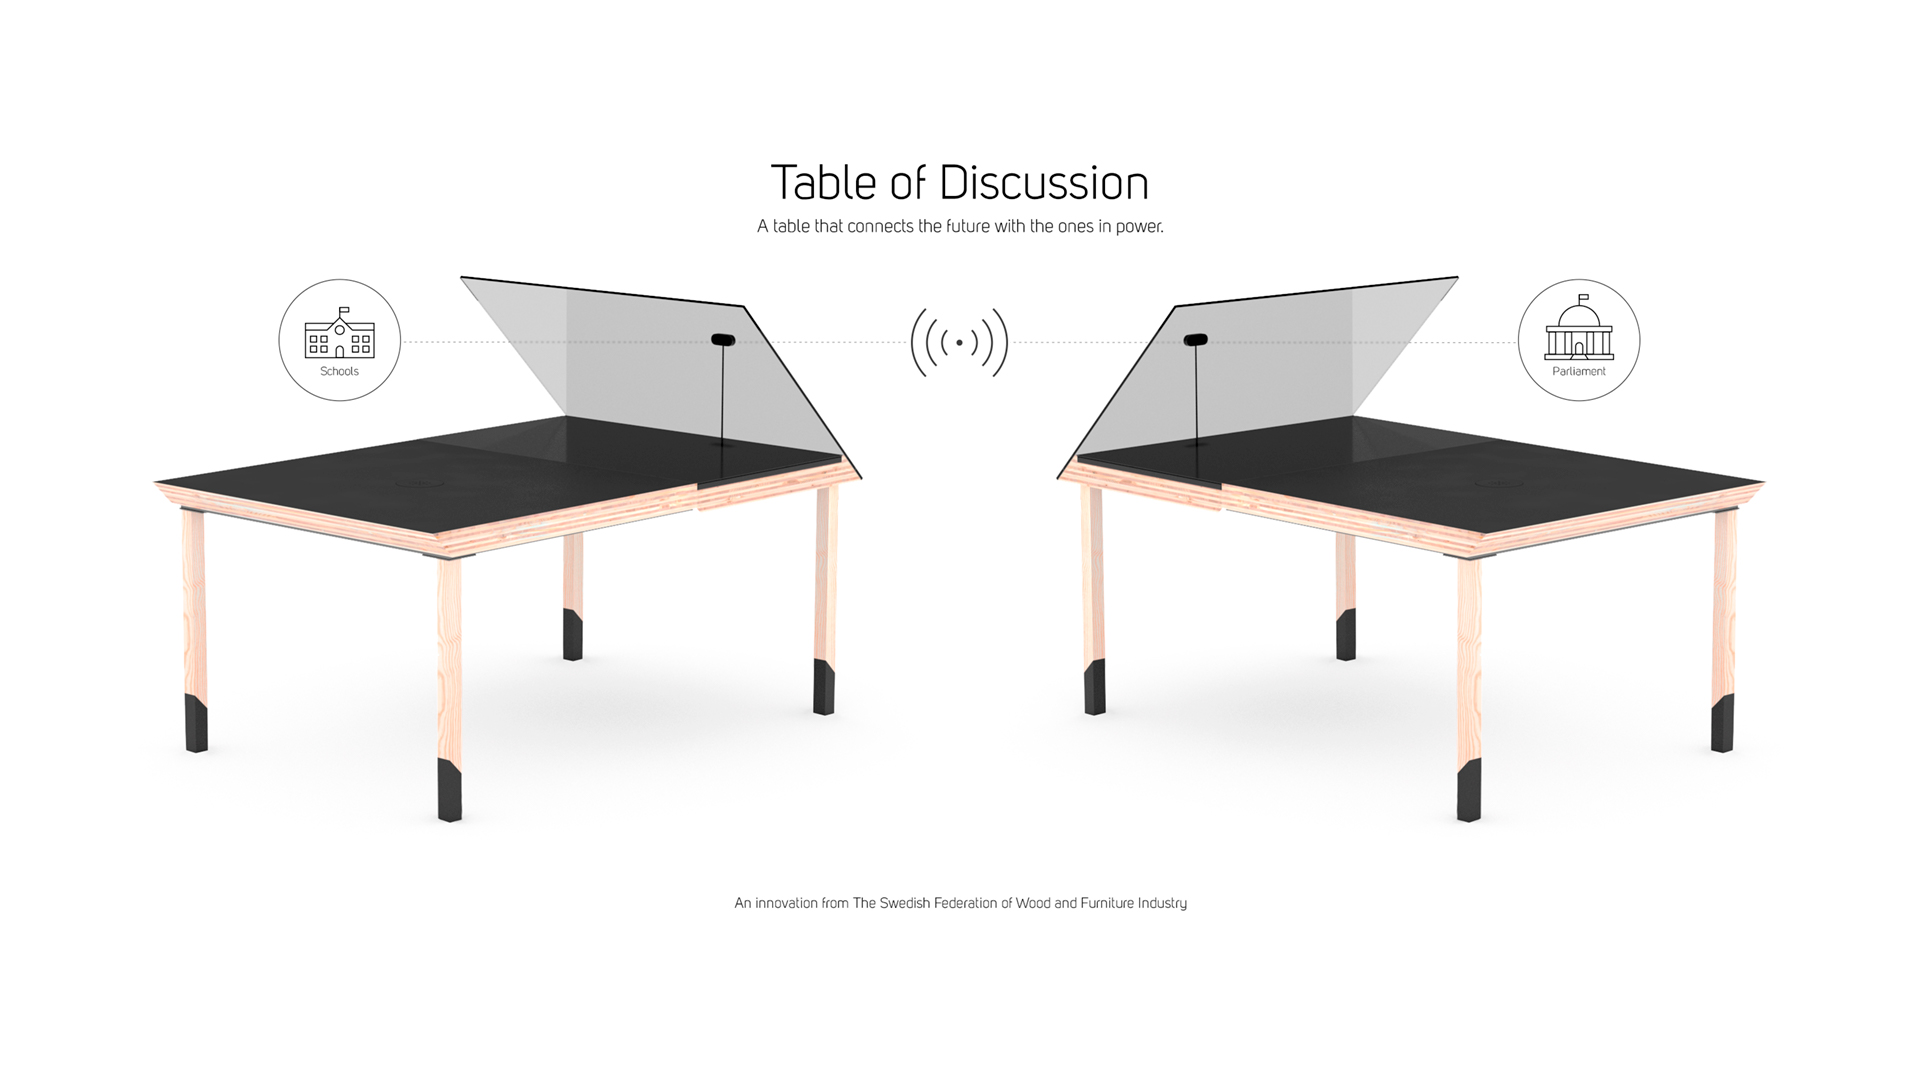 Table of Discussion
A table that connects the future with the ones in power.
Schools
Parliament
An innovation from The Swedish Federation of Wood and Furniture Industry